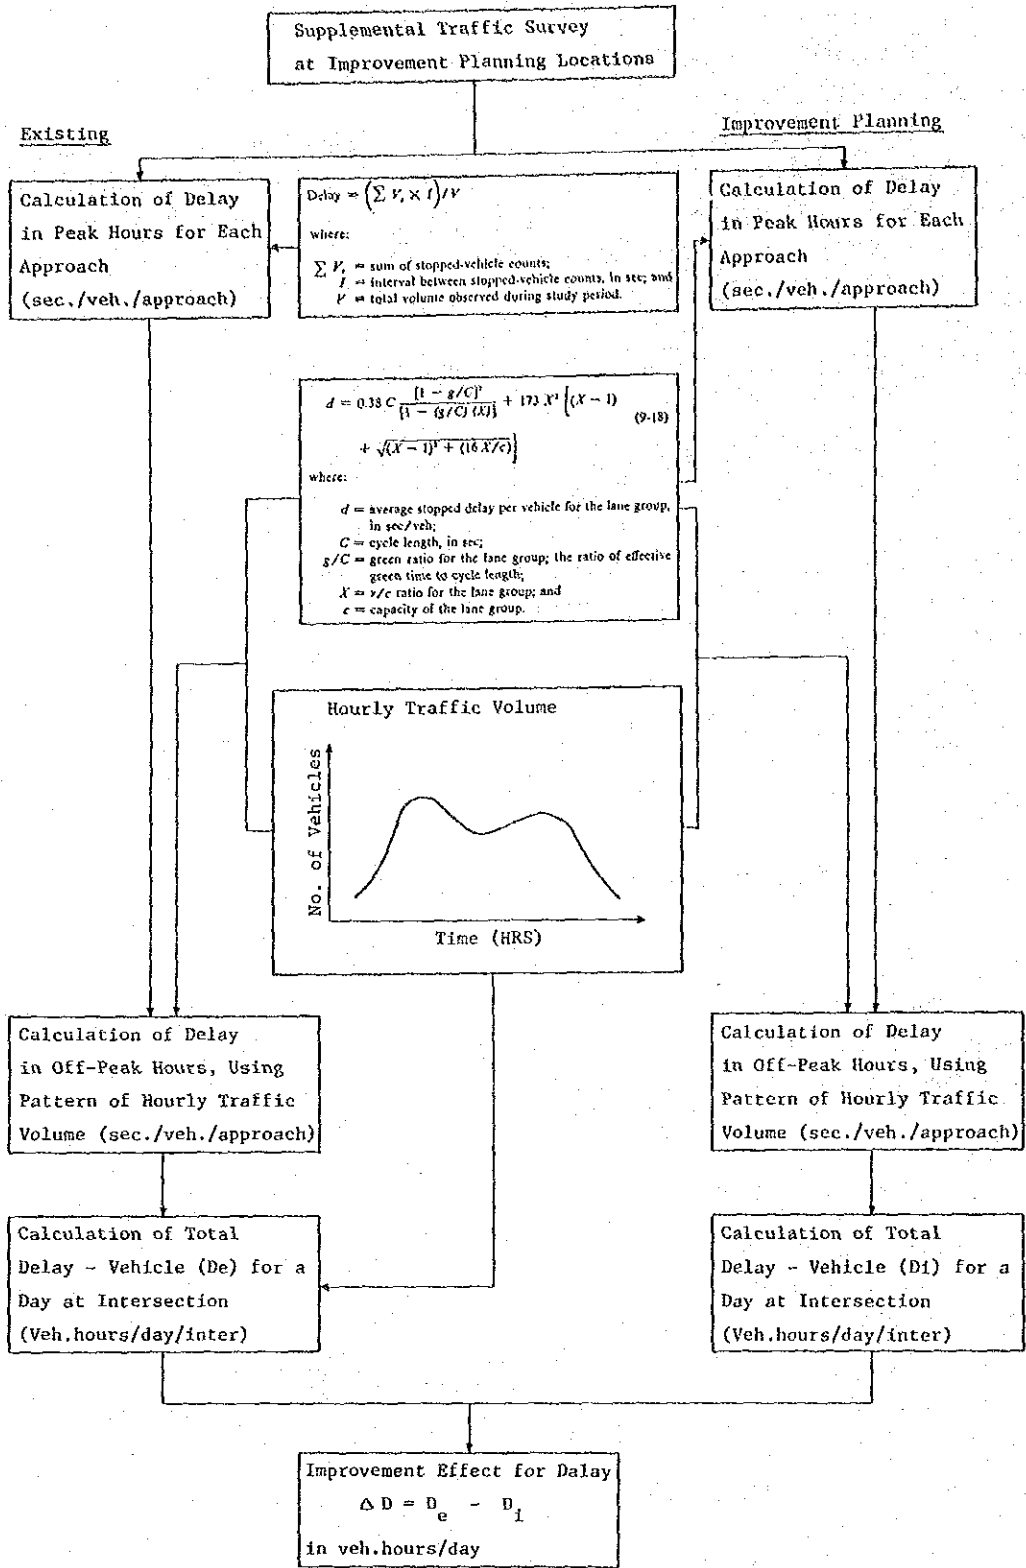 Supplemental Traffic Survey
at Improvement Planning Locations
Existing
Improvement Planning
Calculation of Delay
in Peak Hours for Each
Approach
(sec./veh./approach)
Delay = (∑ Vₛ × I)/V
where:
∑ Vₛ = sum of stopped-vehicle counts;
I = interval between stopped-vehicle counts, in sec; and
V = total volume observed during study period.
Calculation of Delay
in Peak Hours for Each
Approach
(sec./veh./approach)
d = 0.38 C [1 - g/C]² / {1 - (g/C) (X)} + 173 X² [(X - 1)
(9-18)
+ √(X - 1)² + (16 X/c)]
where:
d = average stopped delay per vehicle for the lane group,
in sec/veh;
C = cycle length, in sec;
g/C = green ratio for the lane group; the ratio of effective
green time to cycle length;
X = v/c ratio for the lane group; and
c = capacity of the lane group.
Hourly Traffic Volume
No. of Vehicles
Time (HRS)
Calculation of Delay
in Off-Peak Hours, Using
Pattern of Hourly Traffic
Volume (sec./veh./approach)
Calculation of Delay
in Off-Peak Hours, Using
Pattern of Hourly Traffic
Volume (sec./veh./approach)
Calculation of Total
Delay - Vehicle (De) for a
Day at Intersection
(Veh.hours/day/inter)
Calculation of Total
Delay - Vehicle (Di) for a
Day at Intersection
(Veh.hours/day/inter)
Improvement Effect for Dalay
Δ D = Dₑ - Dᵢ
in veh.hours/day